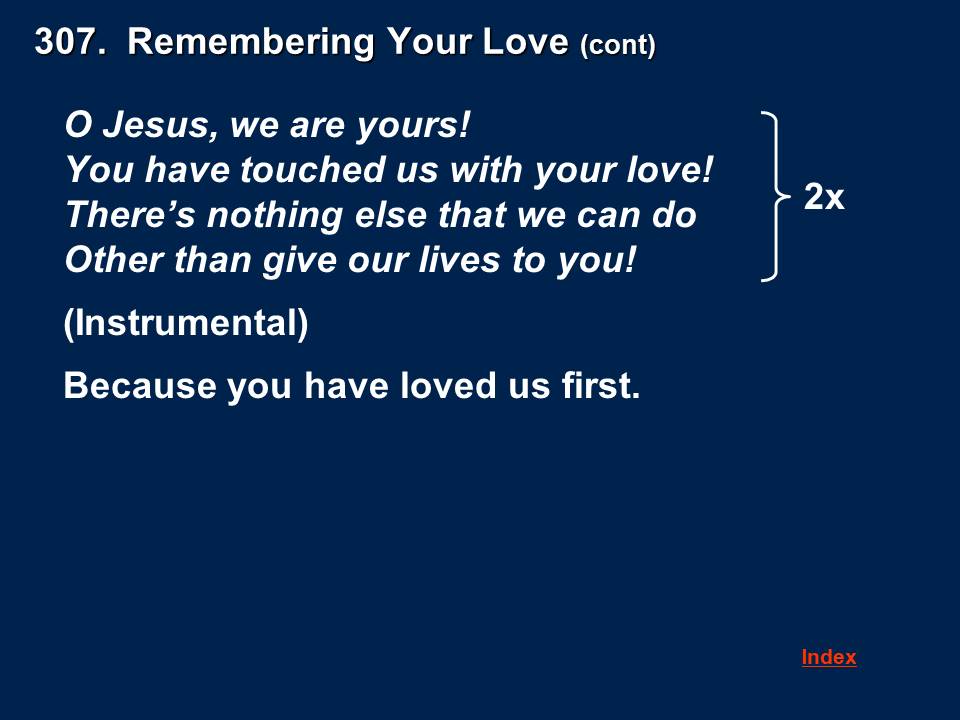 307.  Remembering Your Love (cont)
O Jesus, we are yours!
You have touched us with your love!
There’s nothing else that we can do
Other than give our lives to you!
2x
(Instrumental)
Because you have loved us first.
Index